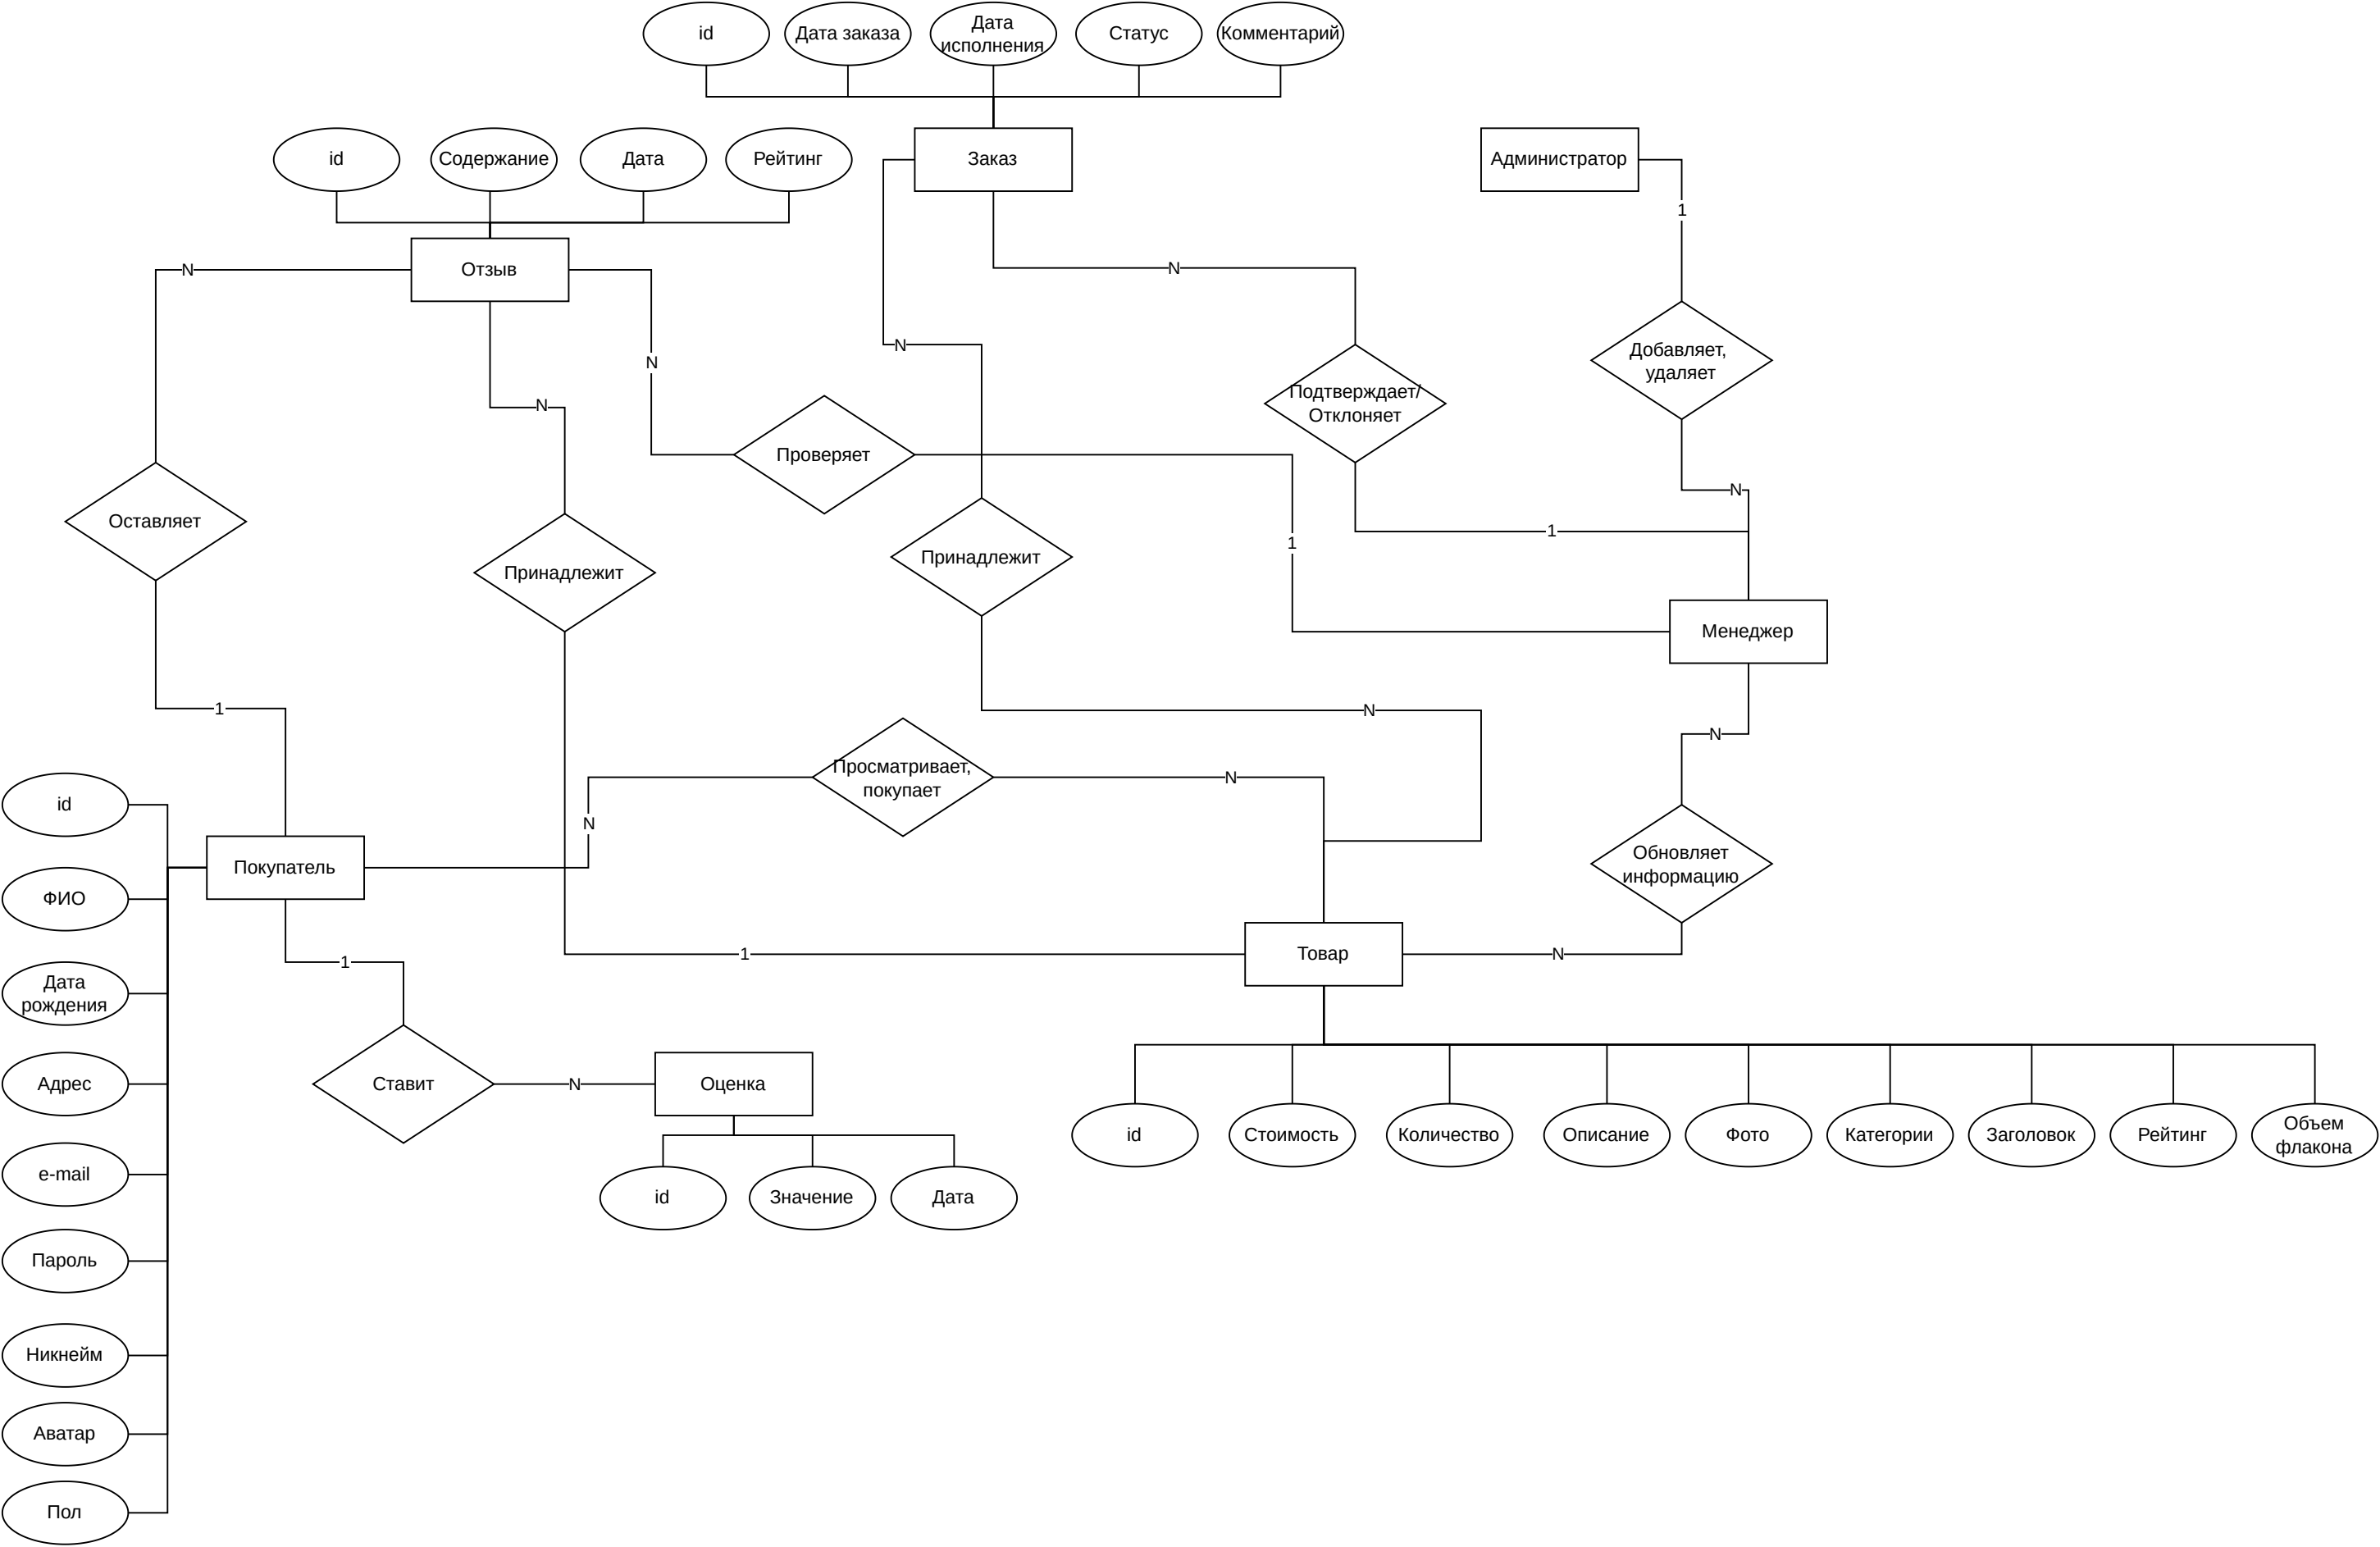 id
Дата заказа
Дата
исполнения
Статус
Комментарий
id
Содержание
Дата
Рейтинг
Заказ
Администратор
1
Отзыв
N
N
N
N
N
Подтверждает/
Отклоняет
Добавляет,
удаляет
Проверяет
N
Оставляет
1
1
Принадлежит
Принадлежит
Менеджер
1
N
N
Просматривает,
покупает
N
id
N
Покупатель
Обновляет
информацию
ФИО
1
1
Товар
N
Дата
рождения
Адрес
Ставит
N
Оценка
id
Стоимость
Количество
Описание
Фото
Категории
Заголовок
Рейтинг
Объем
флакона
e-mail
id
Значение
Дата
Пароль
Никнейм
Аватар
Пол